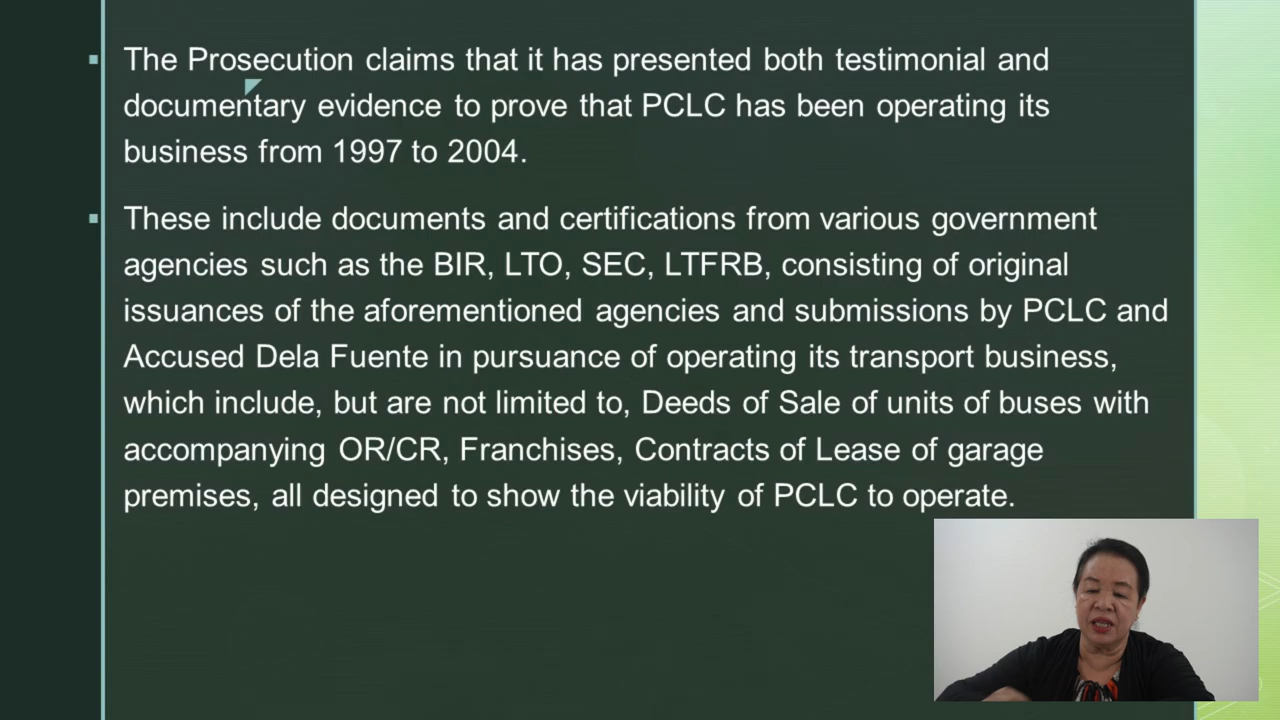 The Prosecution claims that it has presented both testimonial and
documentary evidence to prove that PCLC has been operating its
business from 1997 to 2004.
These include documents and certifications from various government
agencies such as the BIR, LTO, SEC, LTFRB, consisting of original
issuances of the aforementioned agencies and submissions by PCLC and
Accused Dela Fuente in pursuance of operating its transport business,
which include, but are not limited to, Deeds of Sale of units of buses with
accompanying OR/CR, Franchises, Contracts of Lease of garage
premises, all designed to show the viability of PCLC to operate.